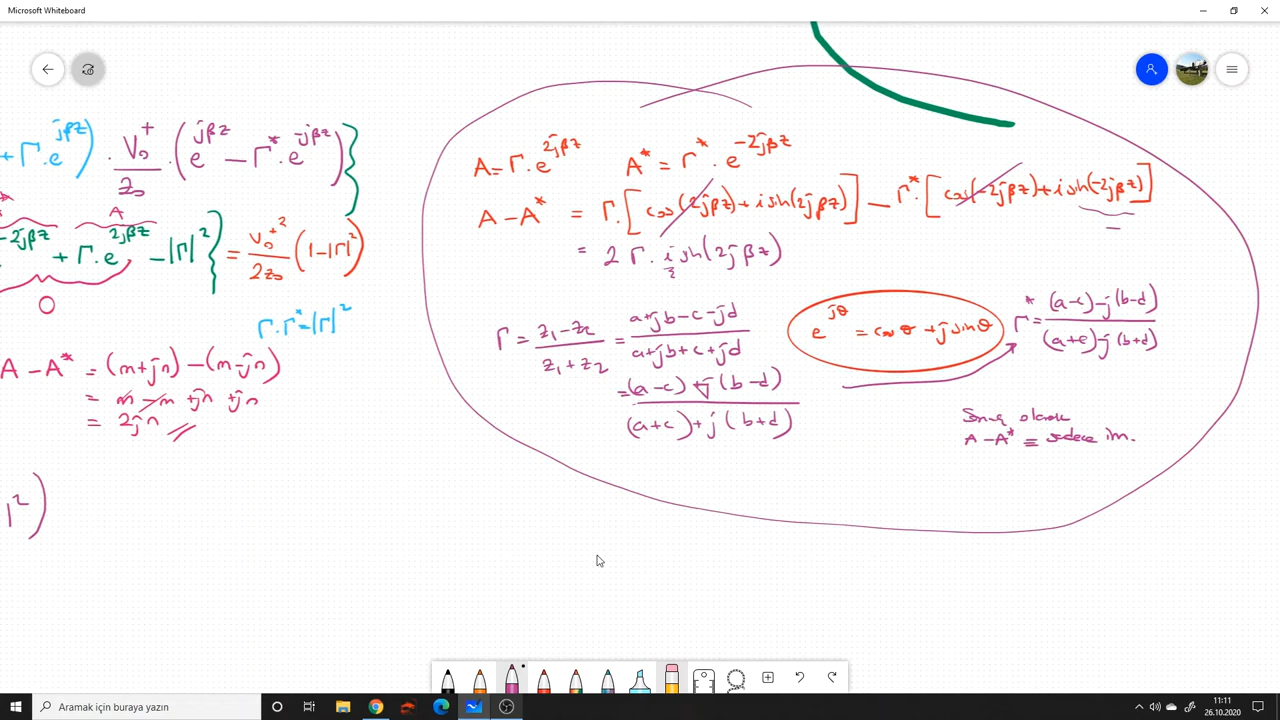 Microsoft Whiteboard
+ Γ.e^{jβz}) . V₀⁺/z₀ . (e^{jβz} − Γ*.e^{-jβz})}
A
-2jβz + Γ.e^{2jβz} − |Γ|²} = V₀⁺²/2z₀ (1−|Γ|²)
0
Γ.Γ* = |Γ|²
A − A* = (m+jn) − (m−jn)
= m − m + jn + jn
= 2jn
|²)
A = Γ.e^{2jβz} A* = Γ*.e^{-2jβz}
A − A* = Γ.[cos(2jβz) + i sin(2jβz)] − Γ*.[cos(−2jβz) + i sin(−2jβz)]
= 2 Γ. i sin(2jβz)
Γ = z₁−z₂/z₁+z₂ = a+jb−c−jd/a+jb+c+jd
= (a−c) + j(b−d)/(a+c) + j(b+d)
e^{jθ} = cos θ + j sin θ
Γ* = (a−c)−j(b−d)/(a+c)−j(b+d)
olarak
A − A* = sadece im.
Aramak için buraya yazın
11:11
26.10.2020